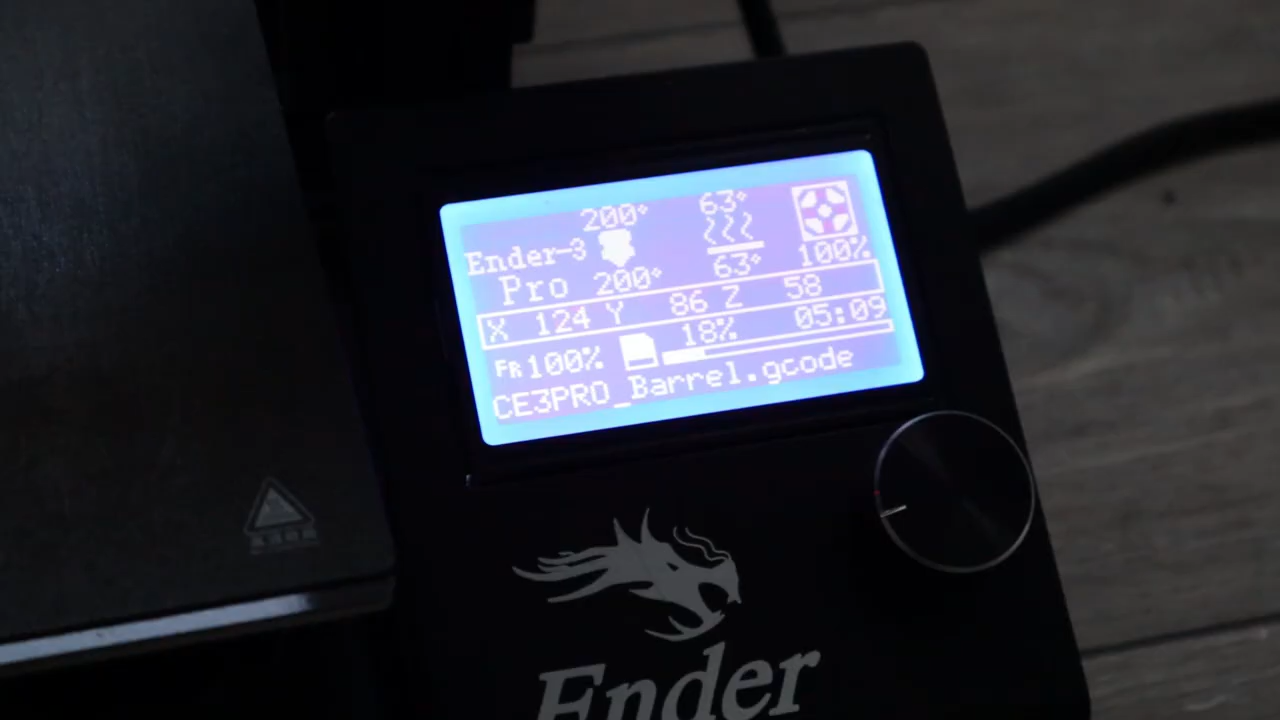 200° 63°
Ender-3
Pro 200° 63° 100%
X 124 Y 86 Z 58
FR 100% 18% 05:09
CE3PRO_Barrel.gcode
Ender